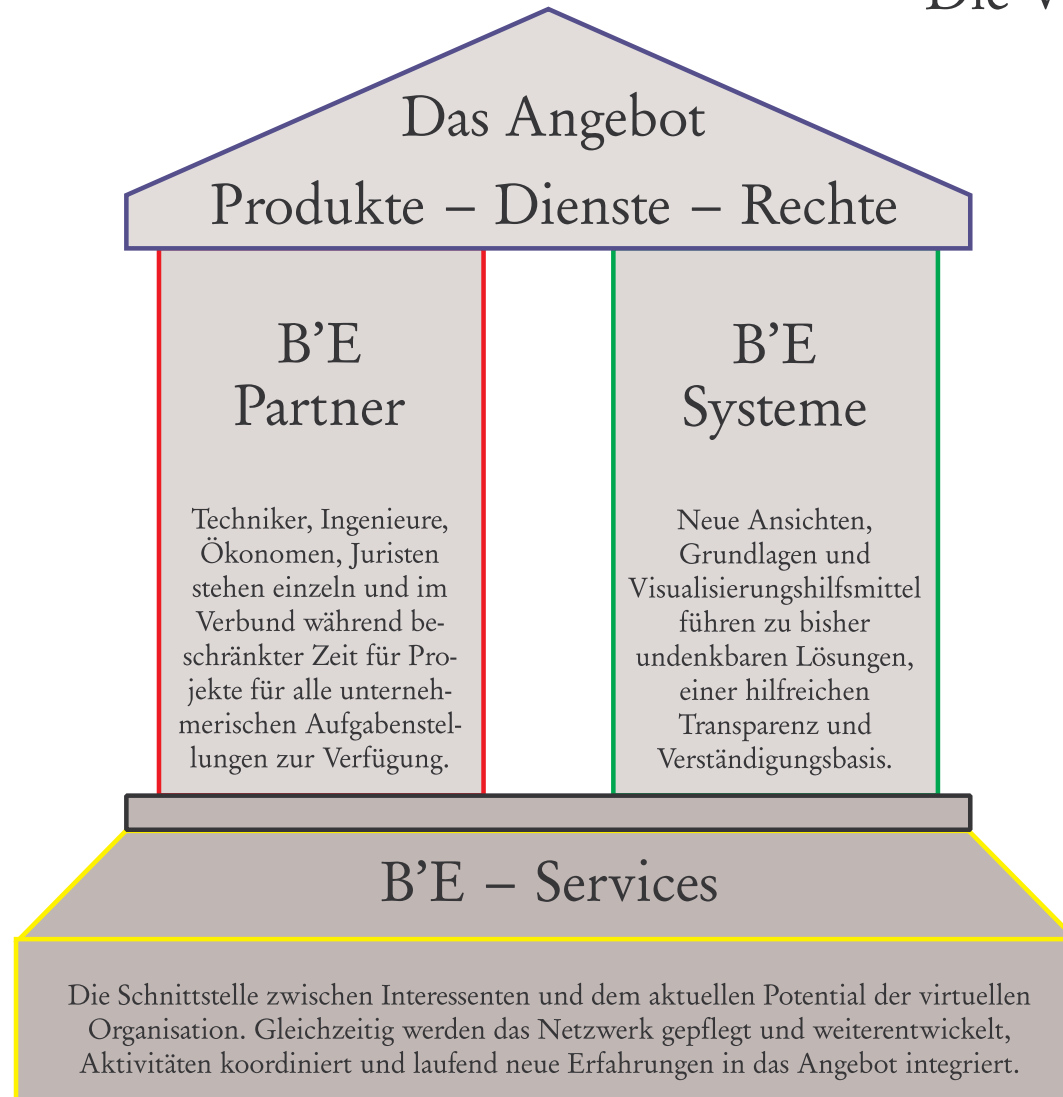 Die
Das Angebot
Produkte – Dienste – Rechte
B’E
Partner
Techniker, Ingenieure,
Ökonomen, Juristen
stehen einzeln und im
Verbund während be-
schränkter Zeit für Pro-
jekte für alle unterneh-
merischen Aufgabenstel-
lungen zur Verfügung.
B’E
Systeme
Neue Ansichten,
Grundlagen und
Visualisierungshilfsmittel
führen zu bisher
undenkbaren Lösungen,
einer hilfreichen
Transparenz und
Verständigungsbasis.
B’E – Services
Die Schnittstelle zwischen Interessenten und dem aktuellen Potential der virtuellen
Organisation. Gleichzeitig werden das Netzwerk gepflegt und weiterentwickelt,
Aktivitäten koordiniert und laufend neue Erfahrungen in das Angebot integriert.